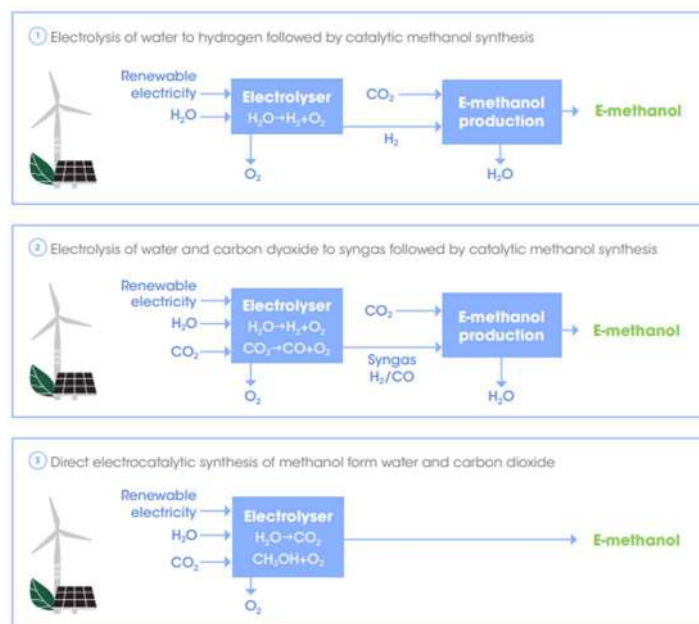 ① Electrolysis of water to hydrogen followed by catalytic methanol synthesis
Renewable
electricity
H₂O
Electrolyser
H₂O→H₂+O₂
O₂
CO₂
H₂
E-methanol
production
H₂O
E-methanol
② Electrolysis of water and carbon dyoxide to syngas followed by catalytic methanol synthesis
Renewable
electricity
H₂O
CO₂
Electrolyser
H₂O→H₂+O₂
CO₂→CO+O₂
O₂
CO₂
Syngas
H₂/CO
E-methanol
production
H₂O
E-methanol
③ Direct electrocatalytic synthesis of methanol form water and carbon dioxide
Renewable
electricity
H₂O
CO₂
Electrolyser
H₂O→CO₂
CH₃OH+O₂
O₂
E-methanol